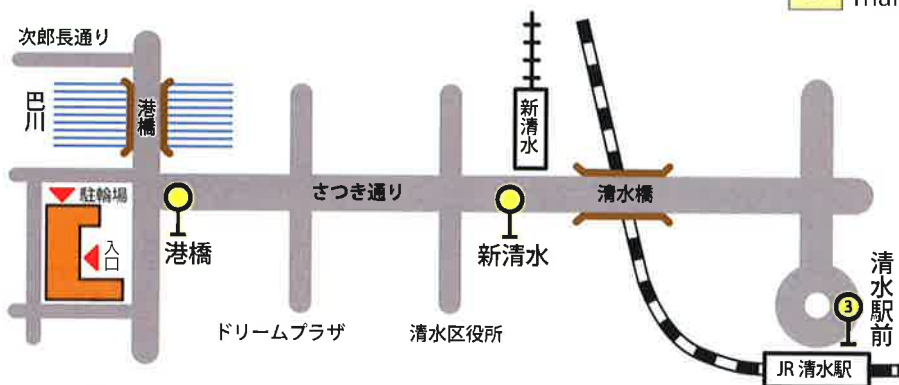 次郎長通り
巴川
港橋
新清水
駐輪場
入口
さつき通り
清水橋
港橋
新清水
清水駅前
3
ドリームプラザ
清水区役所
JR 清水駅